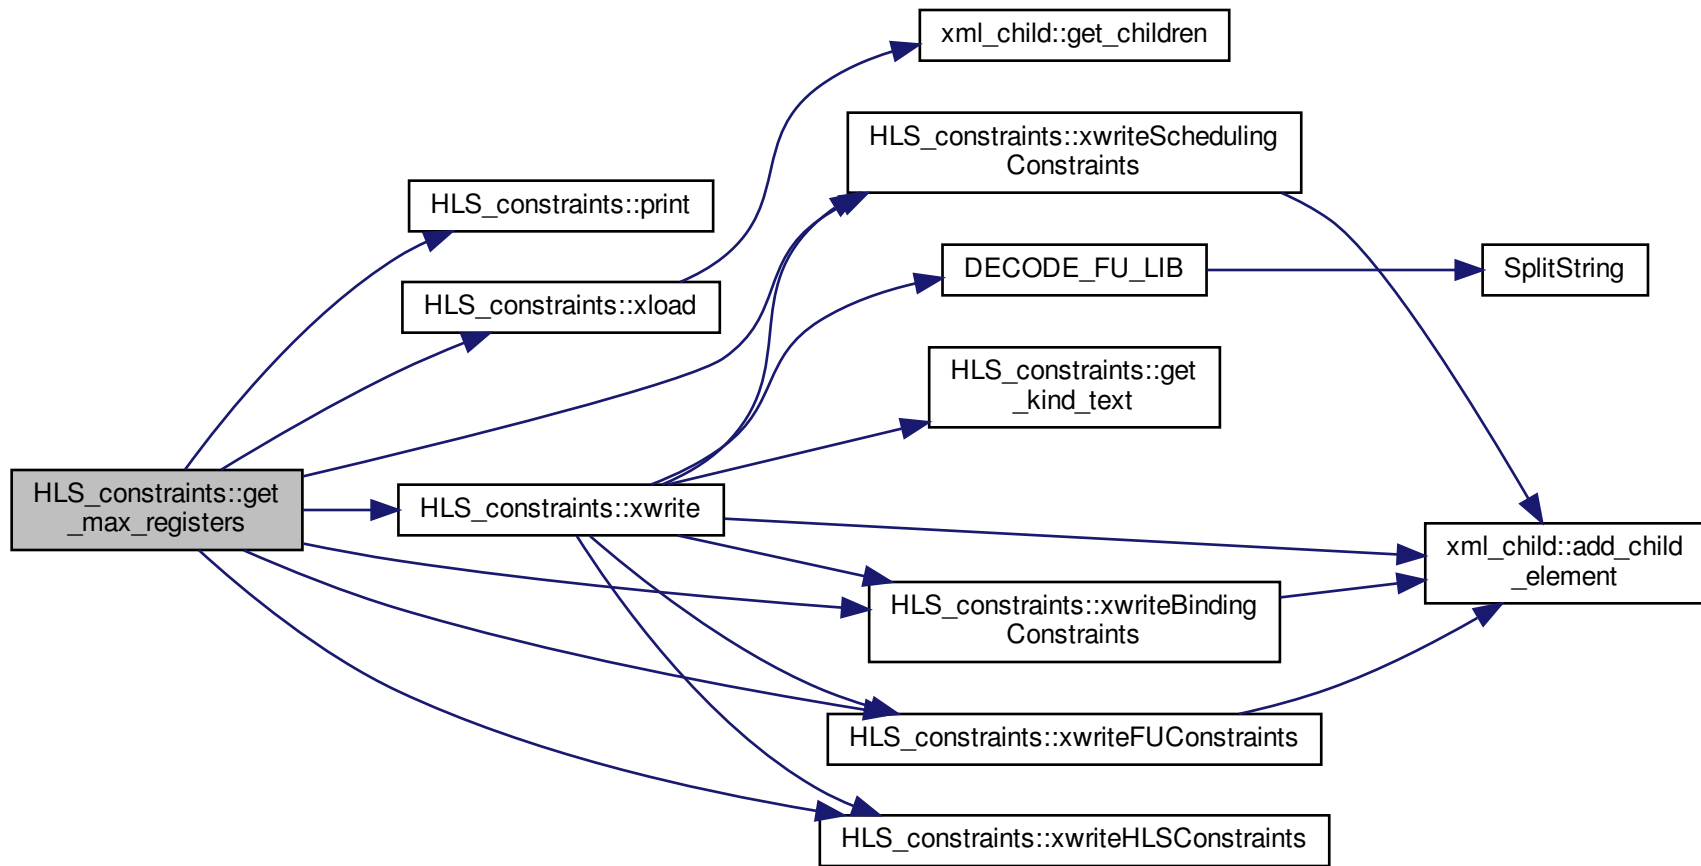 xml_child::get_children
HLS_constraints::xwriteScheduling
Constraints
HLS_constraints::print
DECODE_FU_LIB
SplitString
HLS_constraints::xload
HLS_constraints::get
_kind_text
HLS_constraints::get
_max_registers
HLS_constraints::xwrite
xml_child::add_child
_element
HLS_constraints::xwriteBinding
Constraints
HLS_constraints::xwriteFUConstraints
HLS_constraints::xwriteHLSConstraints